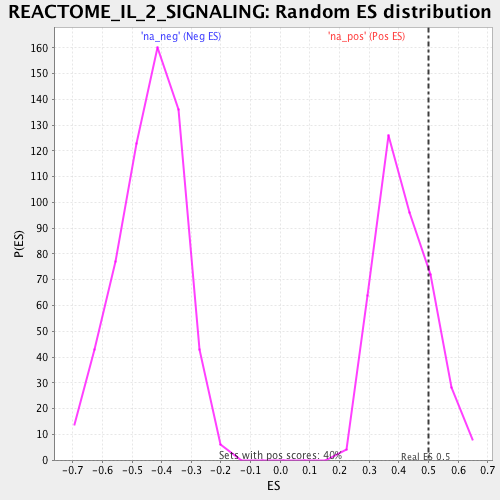 REACTOME_IL_2_SIGNALING: Random ES distribution
'na_neg' (Neg ES) 'na_pos' (Pos ES)
160
150
140
130
120
110
100
90
80
70
60
50
40
30
20
10
0
P(ES)
Sets with pos scores: 40%
Real ES 0.5
-0.7 -0.6 -0.5 -0.4 -0.3 -0.2 -0.1 0.0 0.1 0.2 0.3 0.4 0.5 0.6 0.7
ES